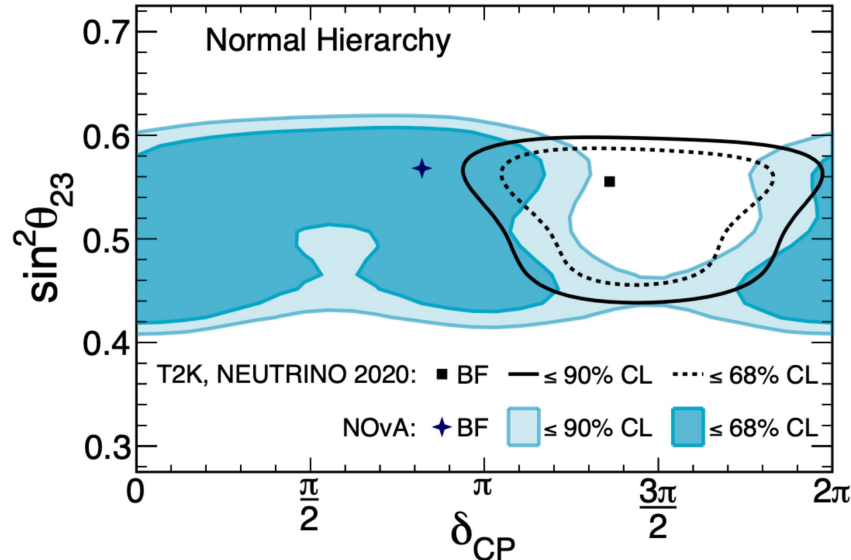 Normal Hierarchy
0.7
0.6
0.5
0.4
0.3
sin²θ₂₃
T2K, NEUTRINO 2020: BF ≤ 90% CL ≤ 68% CL
NOvA: BF ≤ 90% CL ≤ 68% CL
0 π/2 π 3π/2 2π
δCP